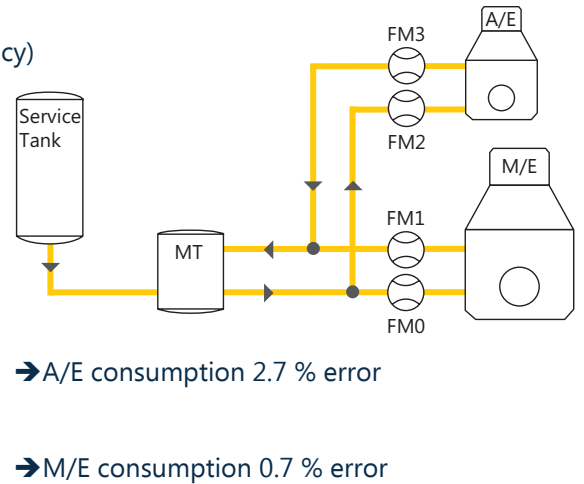 cy)
FM3
A/E
Service
Tank
FM2
M/E
MT
FM1
FM0
➔A/E consumption 2.7 % error
➔M/E consumption 0.7 % error